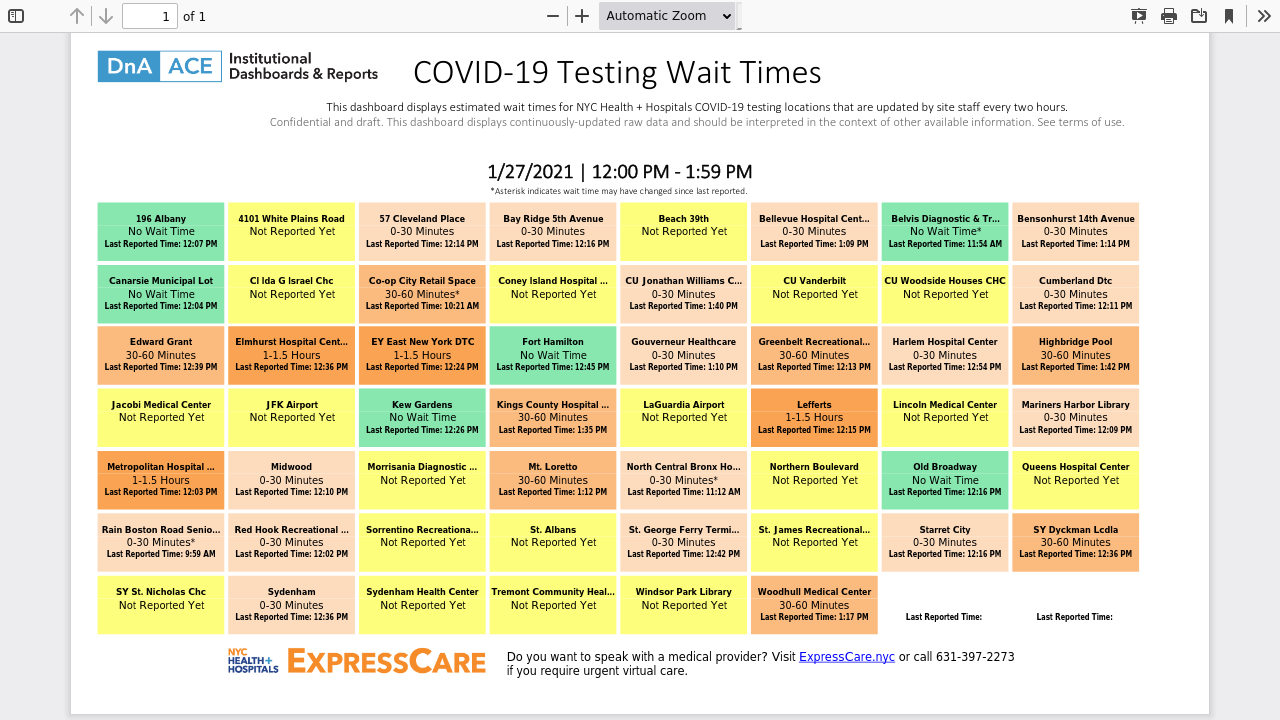 1 of 1 Automatic Zoom
DnA ACE Institutional
Dashboards & Reports
COVID-19 Testing Wait Times
This dashboard displays estimated wait times for NYC Health + Hospitals COVID-19 testing locations that are updated by site staff every two hours.
Confidential and draft. This dashboard displays continuously-updated raw data and should be interpreted in the context of other available information. See terms of use.
1/27/2021 | 12:00 PM - 1:59 PM
*Asterisk indicates wait time may have changed since last reported.
196 Albany
No Wait Time
Last Reported Time: 12:07 PM
4101 White Plains Road
Not Reported Yet
57 Cleveland Place
0-30 Minutes
Last Reported Time: 12:14 PM
Bay Ridge 5th Avenue
0-30 Minutes
Last Reported Time: 12:16 PM
Beach 39th
Not Reported Yet
Bellevue Hospital Cent...
0-30 Minutes
Last Reported Time: 1:09 PM
Belvis Diagnostic & Tr...
No Wait Time*
Last Reported Time: 11:54 AM
Bensonhurst 14th Avenue
0-30 Minutes
Last Reported Time: 1:14 PM
Canarsie Municipal Lot
No Wait Time
Last Reported Time: 12:04 PM
Cl Ida G Israel Chc
Not Reported Yet
Co-op City Retail Space
30-60 Minutes*
Last Reported Time: 10:21 AM
Coney Island Hospital ...
Not Reported Yet
CU Jonathan Williams C...
0-30 Minutes
Last Reported Time: 1:40 PM
CU Vanderbilt
Not Reported Yet
CU Woodside Houses CHC
Not Reported Yet
Cumberland Dtc
0-30 Minutes
Last Reported Time: 12:11 PM
Edward Grant
30-60 Minutes
Last Reported Time: 12:39 PM
Elmhurst Hospital Cent...
1-1.5 Hours
Last Reported Time: 12:36 PM
EY East New York DTC
1-1.5 Hours
Last Reported Time: 12:24 PM
Fort Hamilton
No Wait Time
Last Reported Time: 12:45 PM
Gouverneur Healthcare
0-30 Minutes
Last Reported Time: 1:10 PM
Greenbelt Recreational...
30-60 Minutes
Last Reported Time: 12:13 PM
Harlem Hospital Center
0-30 Minutes
Last Reported Time: 12:54 PM
Highbridge Pool
30-60 Minutes
Last Reported Time: 1:42 PM
Jacobi Medical Center
Not Reported Yet
JFK Airport
Not Reported Yet
Kew Gardens
No Wait Time
Last Reported Time: 12:26 PM
Kings County Hospital ...
30-60 Minutes
Last Reported Time: 1:35 PM
LaGuardia Airport
Not Reported Yet
Lefferts
1-1.5 Hours
Last Reported Time: 12:15 PM
Lincoln Medical Center
Not Reported Yet
Mariners Harbor Library
0-30 Minutes
Last Reported Time: 12:09 PM
Metropolitan Hospital ...
1-1.5 Hours
Last Reported Time: 12:03 PM
Midwood
0-30 Minutes
Last Reported Time: 12:10 PM
Morrisania Diagnostic ...
Not Reported Yet
Mt. Loretto
30-60 Minutes
Last Reported Time: 1:12 PM
North Central Bronx Ho...
0-30 Minutes*
Last Reported Time: 11:12 AM
Northern Boulevard
Not Reported Yet
Old Broadway
No Wait Time
Last Reported Time: 12:16 PM
Queens Hospital Center
Not Reported Yet
Rain Boston Road Senio...
0-30 Minutes*
Last Reported Time: 9:59 AM
Red Hook Recreational ...
0-30 Minutes
Last Reported Time: 12:02 PM
Sorrentino Recreationa...
Not Reported Yet
St. Albans
Not Reported Yet
St. George Ferry Termi...
0-30 Minutes
Last Reported Time: 12:42 PM
St. James Recreational...
Not Reported Yet
Starret City
0-30 Minutes
Last Reported Time: 12:16 PM
SY Dyckman Lcdla
30-60 Minutes
Last Reported Time: 12:36 PM
SY St. Nicholas Chc
Not Reported Yet
Sydenham
0-30 Minutes
Last Reported Time: 12:36 PM
Sydenham Health Center
Not Reported Yet
Tremont Community Heal...
Not Reported Yet
Windsor Park Library
Not Reported Yet
Woodhull Medical Center
30-60 Minutes
Last Reported Time: 1:17 PM
Last Reported Time:
Last Reported Time:
NYC
HEALTH+
HOSPITALS
EXPRESSCARE
Do you want to speak with a medical provider? Visit ExpressCare.nyc or call 631-397-2273
if you require urgent virtual care.